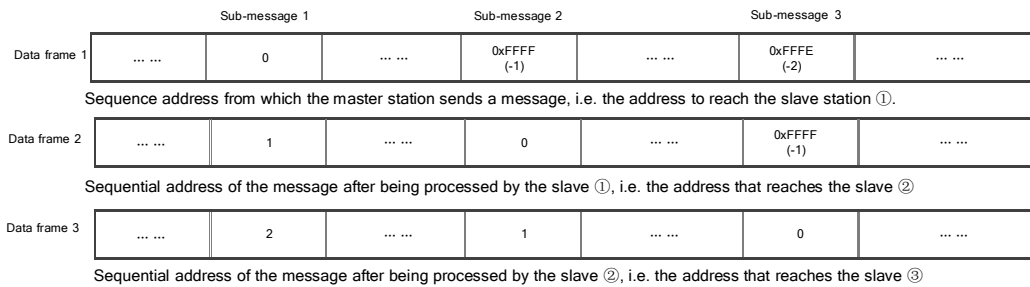 Sub-message 1 Sub-message 2 Sub-message 3
Data frame 1 ... ... 0 ... ... 0xFFFF (-1) ... ... 0xFFFE (-2) ... ...
Sequence address from which the master station sends a message, i.e. the address to reach the slave station ①.
Data frame 2 ... ... 1 ... ... 0 ... ... 0xFFFF (-1) ... ...
Sequential address of the message after being processed by the slave ①, i.e. the address that reaches the slave ②
Data frame 3 ... ... 2 ... ... 1 ... ... 0 ... ...
Sequential address of the message after being processed by the slave ②, i.e. the address that reaches the slave ③